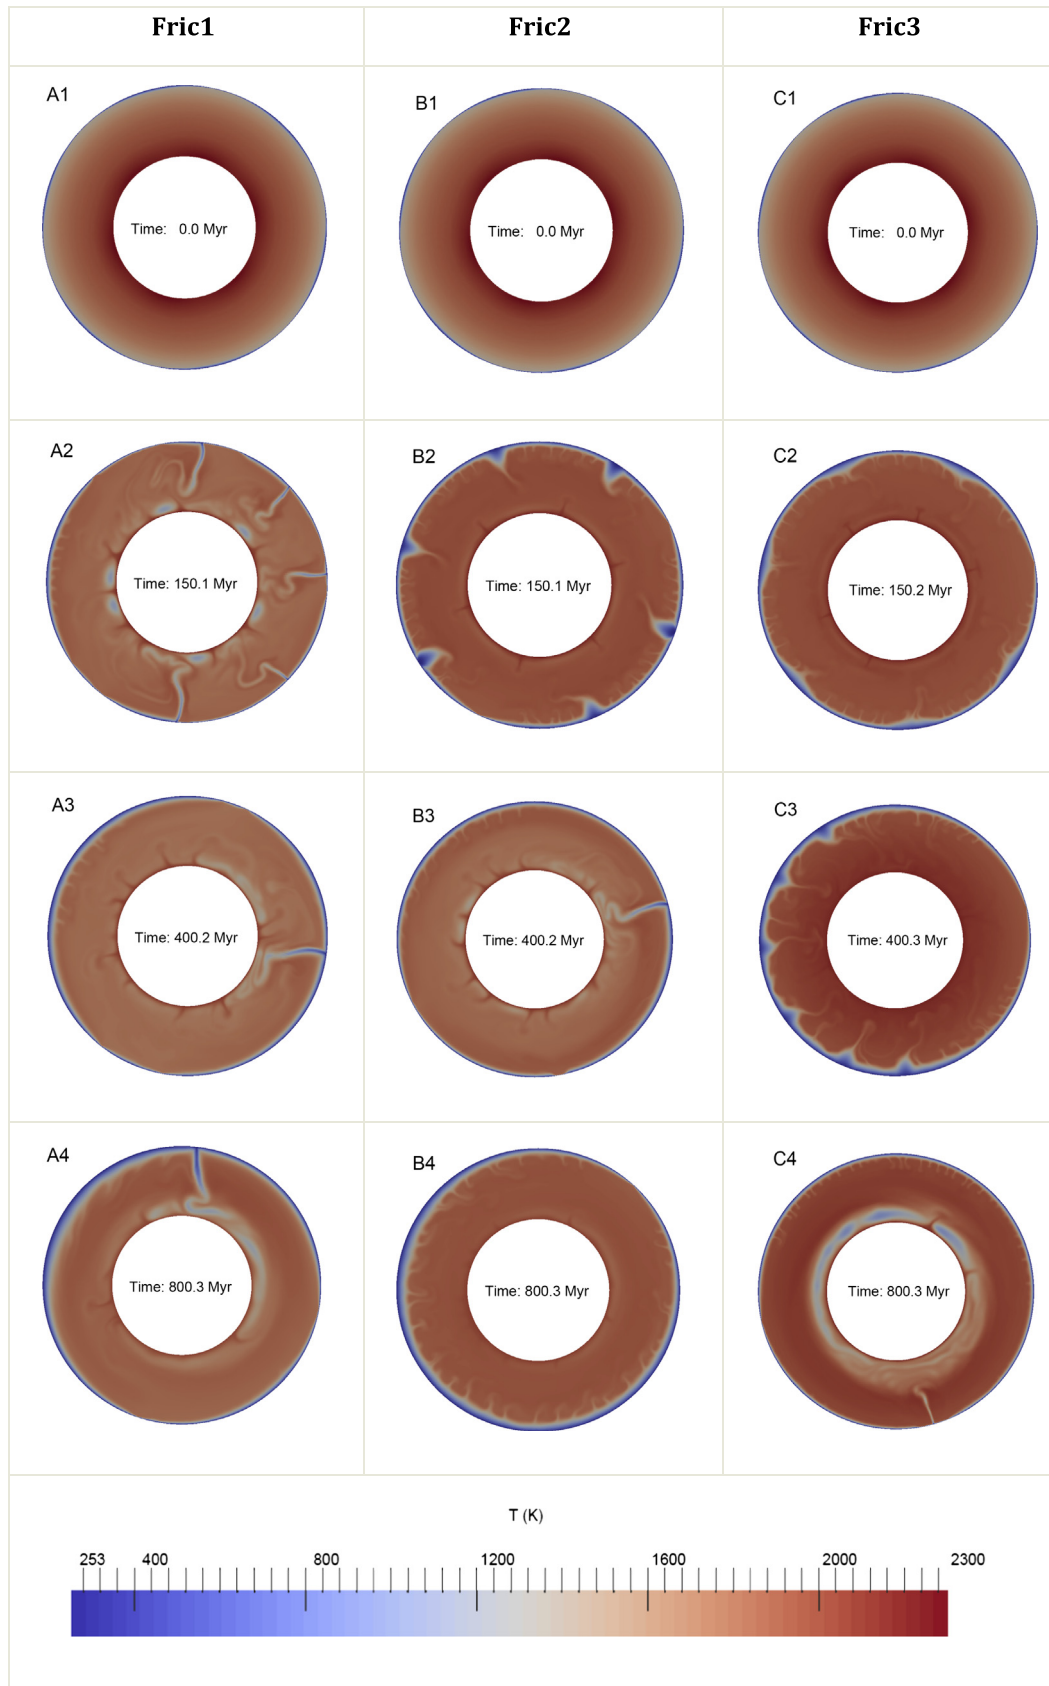 Fric1 Fric2 Fric3
A1 B1 C1
Time: 0.0 Myr Time: 0.0 Myr Time: 0.0 Myr
A2 B2 C2
Time: 150.1 Myr Time: 150.1 Myr Time: 150.2 Myr
A3 B3 C3
Time: 400.2 Myr Time: 400.2 Myr Time: 400.3 Myr
A4 B4 C4
Time: 800.3 Myr Time: 800.3 Myr Time: 800.3 Myr
T (K)
253 400 800 1200 1600 2000 2300